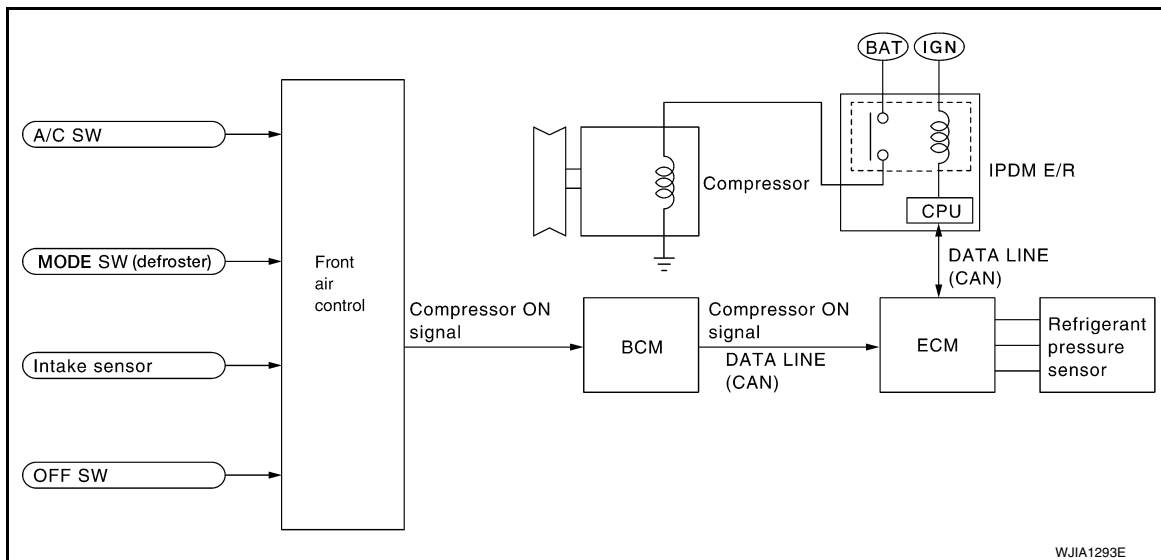 BAT
IGN
A/C SW
Compressor
IPDM E/R
CPU
MODE SW (defroster)
Front
air
control
DATA LINE
(CAN)
Compressor ON
signal
BCM
Compressor ON
signal
DATA LINE
(CAN)
ECM
Refrigerant
pressure
sensor
Intake sensor
OFF SW
WJIA1293E